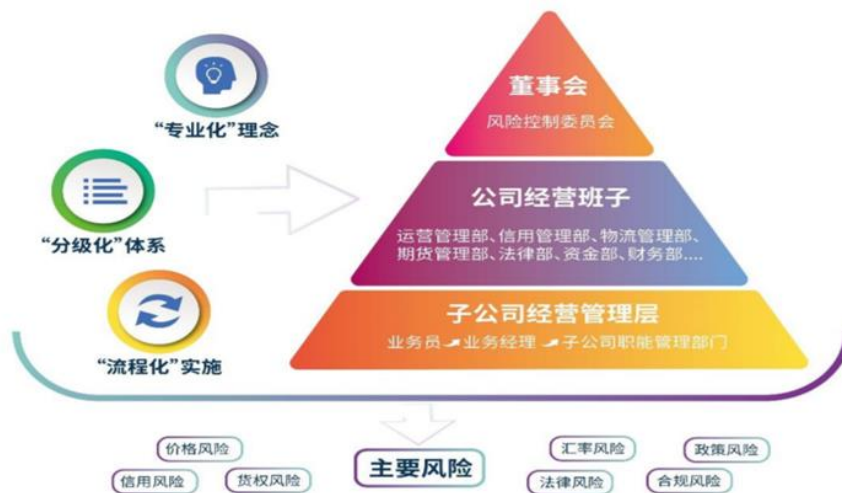 “专业化”理念
“分级化”体系
“流程化”实施
董事会
风险控制委员会
公司经营班子
运营管理部、信用管理部、物流管理部、
期货管理部、法律部、资金部、财务部....
子公司经营管理层
业务员 业务经理 子公司职能管理部门
价格风险
信用风险
货权风险
主要风险
汇率风险
政策风险
法律风险
合规风险